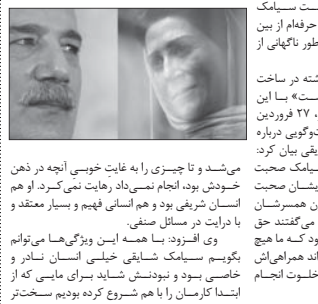 ست سیامک
حرفه‌ام از بین
طور ناگهانی از
شته در ساخت
ست» با این
، ۲۷ فروردین
ت‌وگویی درباره
یقی بیان کرد:
سیامک صحبت
یشان صحبت
ن همسرشان
می‌گفتند حق
ود که ما هیچ
اند همراهی‌اش
خلوت انجام
می‌شد و تا چیزی را به غایتِ خوبی آنچه در ذهن
خودش بود، انجام نمی‌داد رهایت نمی‌کرد. او هم
انسان شریفی بود و هم انسانی فهیم و بسیار معتقد و
با درایت در مسائل صنفی.
وی افزود: با همه این ویژگی‌ها می‌توانم
بگویم سیامک شایقی خیلی انسان نادر و
خاصی بود و نبودنش شاید برای مایی که از
ابتدا کارمان را با هم شروع کرده بودیم سخت‌تر